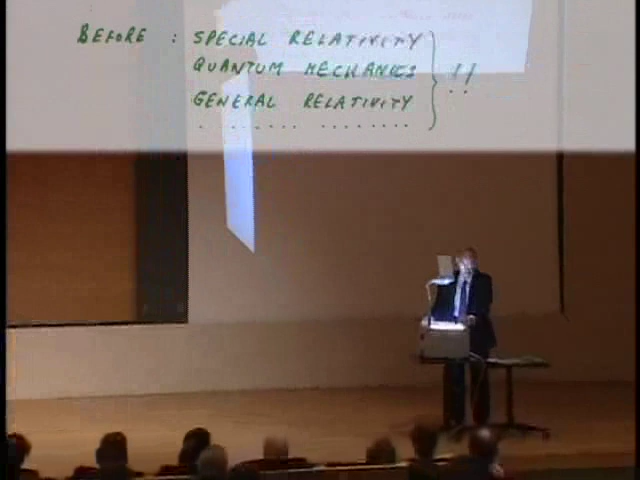 BEFORE : SPECIAL RELATIVITY
QUANTUM MECHANICS !!
GENERAL RELATIVITY
. ... .... ... .....